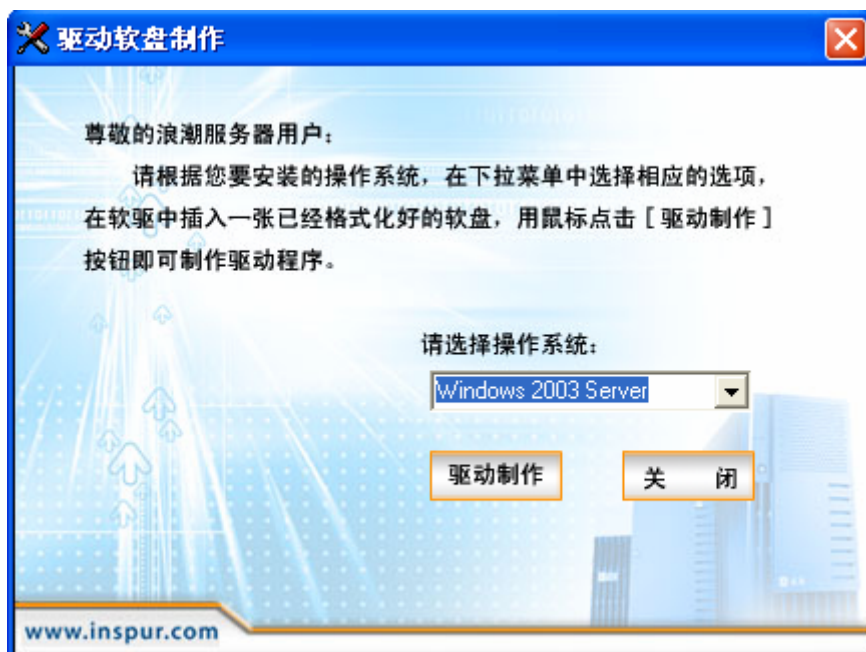 驱动软盘制作
尊敬的浪潮服务器用户：
请根据您要安装的操作系统，在下拉菜单中选择相应的选项，
在软驱中插入一张已经格式化好的软盘，用鼠标点击[驱动制作]
按钮即可制作驱动程序。
请选择操作系统：
Windows 2003 Server
驱动制作
关 闭
www.inspur.com